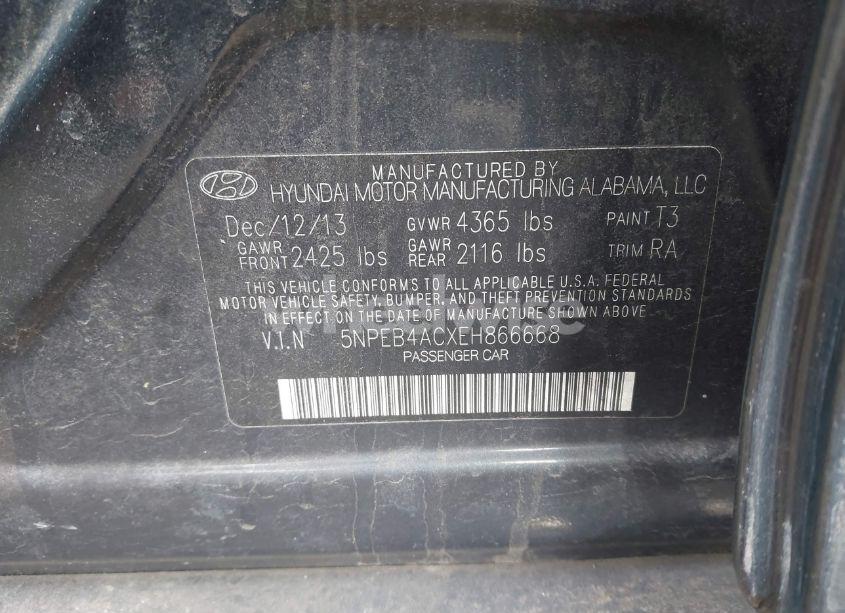 MANUFACTURED BY
HYUNDAI MOTOR MANUFACTURING ALABAMA, LLC
Dec/12/13 GVWR 4365 lbs PAINT T3
GAWR FRONT 2425 lbs GAWR REAR 2116 lbs TRIM RA
THIS VEHICLE CONFORMS TO ALL APPLICABLE U.S.A. FEDERAL
MOTOR VEHICLE SAFETY, BUMPER, AND THEFT PREVENTION STANDARDS
IN EFFECT ON THE DATE OF MANUFACTURE SHOWN ABOVE
V.I.N 5NPEB4ACXEH866668
PASSENGER CAR